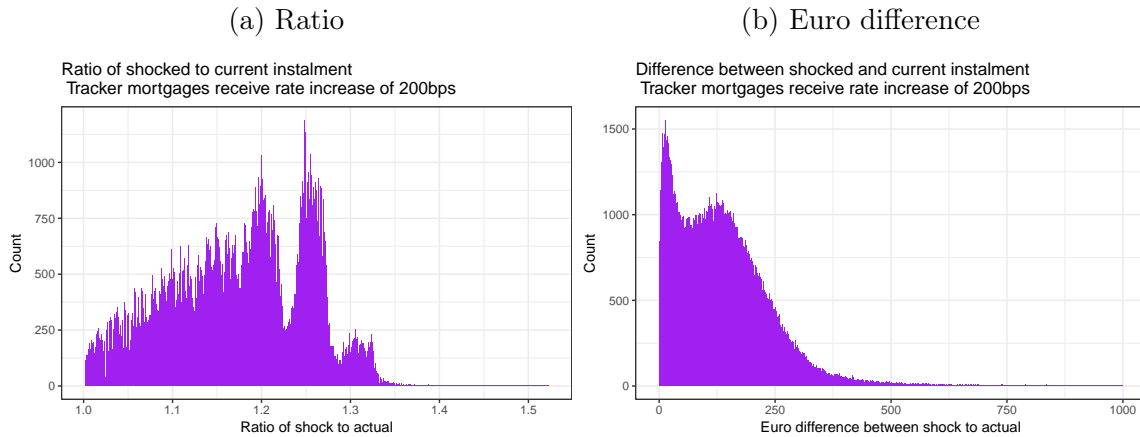 (a) Ratio
Ratio of shocked to current instalment
Tracker mortgages receive rate increase of 200bps
Count
1000
750
500
250
0
1.0 1.1 1.2 1.3 1.4 1.5
Ratio of shock to actual
(b) Euro difference
Difference between shocked and current instalment
Tracker mortgages receive rate increase of 200bps
Count
1500
1000
500
0
0 250 500 750 1000
Euro difference between shock to actual